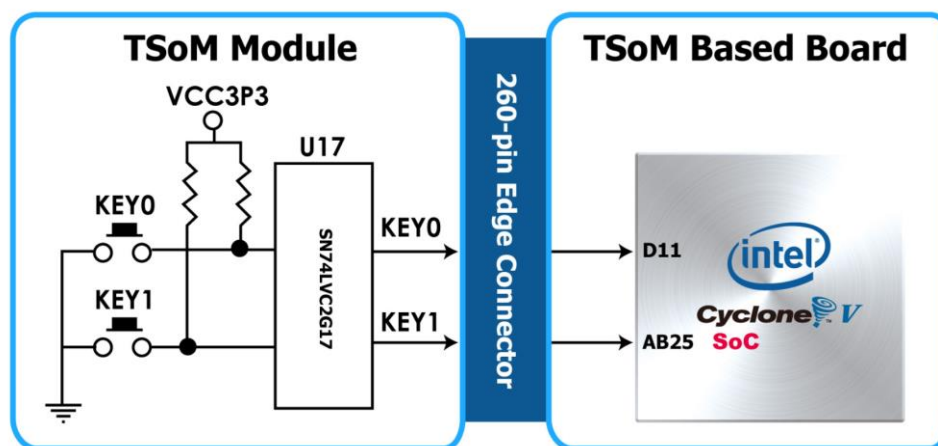 TSoM Module
TSoM Based Board
VCC3P3
U17
KEY0
KEY1
SN74LVC2G17
KEY0
KEY1
260-pin Edge Connector
D11
AB25
intel®
Cyclone™ V
SoC